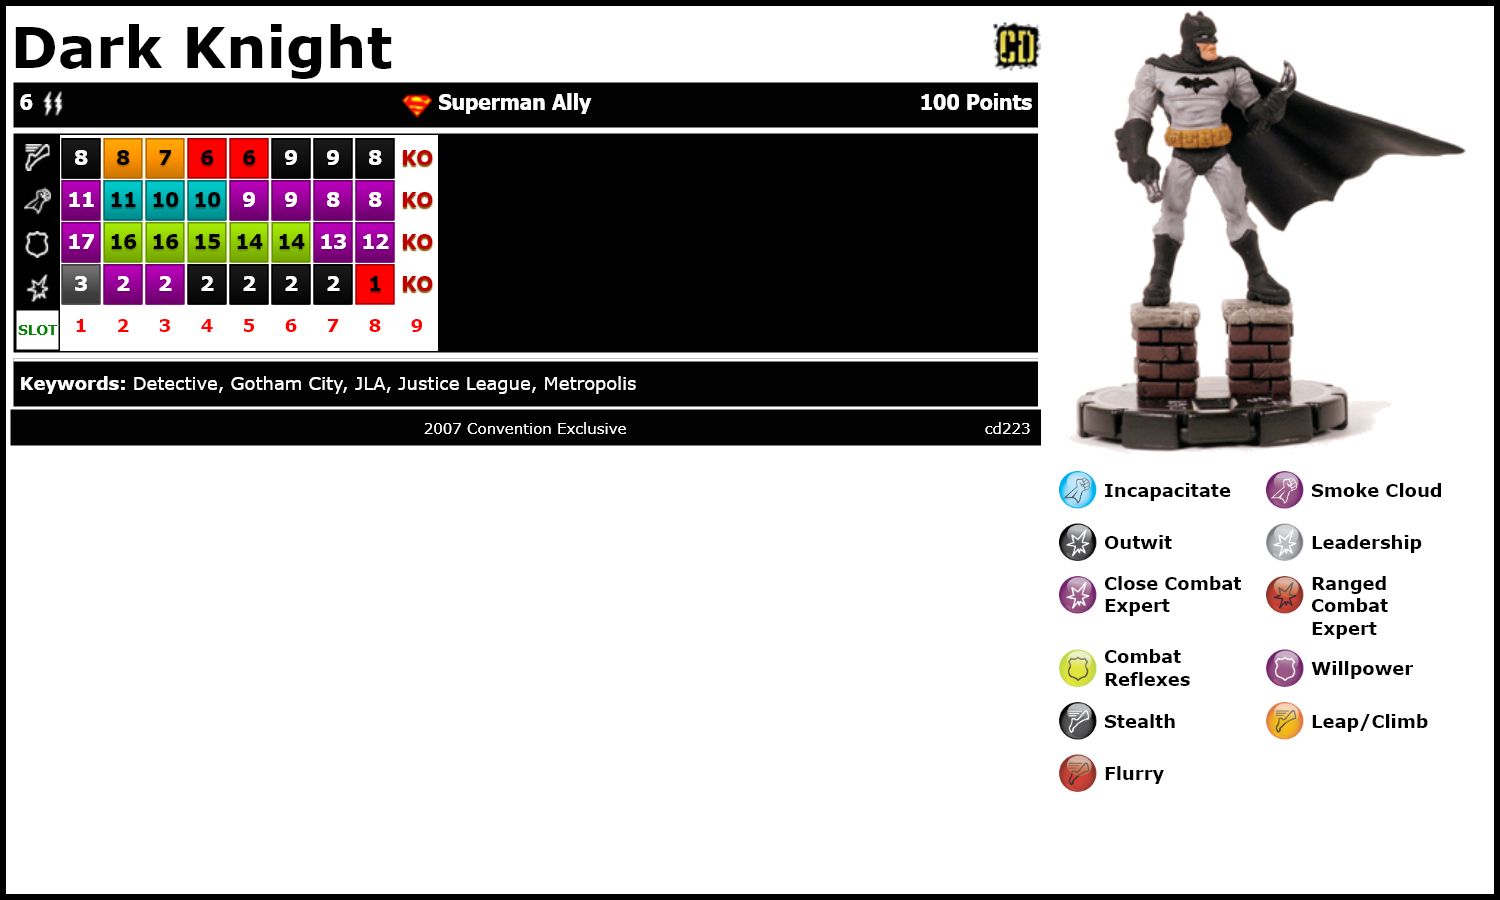 Dark Knight
CD
6 Superman Ally 100 Points
8 8 7 6 6 9 9 8 KO
11 11 10 10 9 9 8 8 KO
17 16 16 15 14 14 13 12 KO
3 2 2 2 2 2 2 1 KO
SLOT 1 2 3 4 5 6 7 8 9
Keywords: Detective, Gotham City, JLA, Justice League, Metropolis
2007 Convention Exclusive cd223
Incapacitate Smoke Cloud
Outwit Leadership
Close Combat
Expert
Ranged
Combat
Expert
Combat
Reflexes
Willpower
Stealth Leap/Climb
Flurry